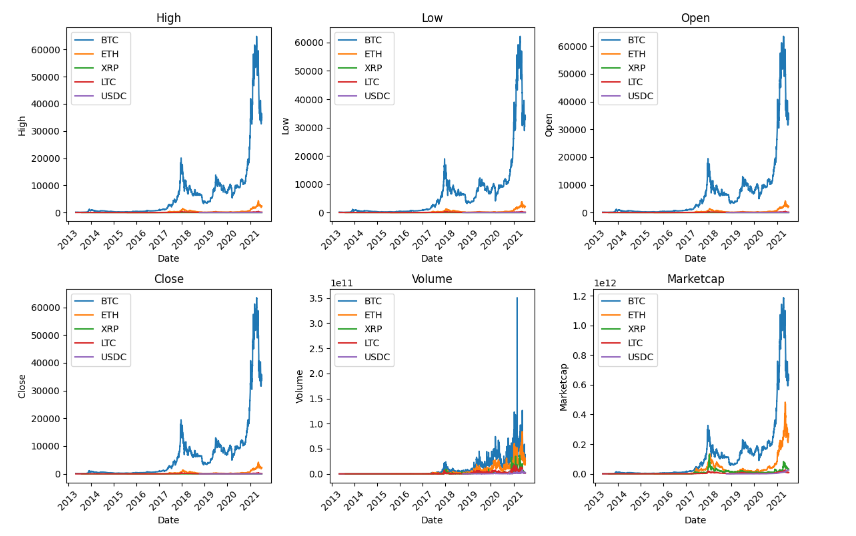 High
High
60000
50000
40000
30000
20000
10000
0
BTC
ETH
XRP
LTC
USDC
2013
2014
2015
2016
2017
2018
2019
2020
2021
Date
Low
Low
60000
50000
40000
30000
20000
10000
0
BTC
ETH
XRP
LTC
USDC
2013
2014
2015
2016
2017
2018
2019
2020
2021
Date
Open
Open
60000
50000
40000
30000
20000
10000
0
BTC
ETH
XRP
LTC
USDC
2013
2014
2015
2016
2017
2018
2019
2020
2021
Date
Close
Close
60000
50000
40000
30000
20000
10000
0
BTC
ETH
XRP
LTC
USDC
2013
2014
2015
2016
2017
2018
2019
2020
2021
Date
Volume
1e11
Volume
3.5
3.0
2.5
2.0
1.5
1.0
0.5
0.0
BTC
ETH
XRP
LTC
USDC
2013
2014
2015
2016
2017
2018
2019
2020
2021
Date
Marketcap
1e12
Marketcap
1.2
1.0
0.8
0.6
0.4
0.2
0.0
BTC
ETH
XRP
LTC
USDC
2013
2014
2015
2016
2017
2018
2019
2020
2021
Date